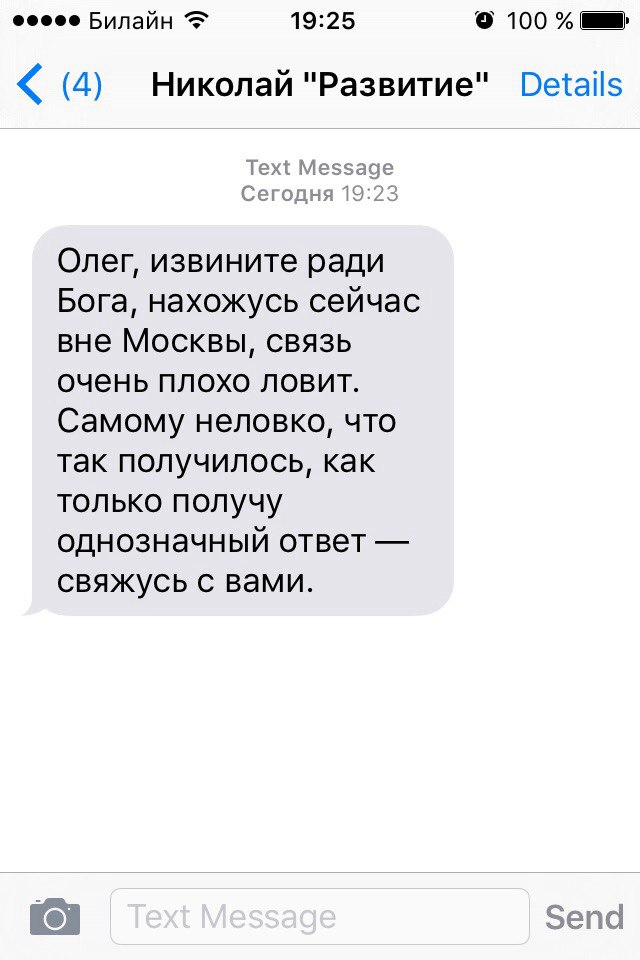 Билайн 19:25 100 %
(4) Николай "Развитие" Details
Text Message
Сегодня 19:23
Олег, извините ради
Бога, нахожусь сейчас
вне Москвы, связь
очень плохо ловит.
Самому неловко, что
так получилось, как
только получу
однозначный ответ —
свяжусь с вами.
Text Message Send